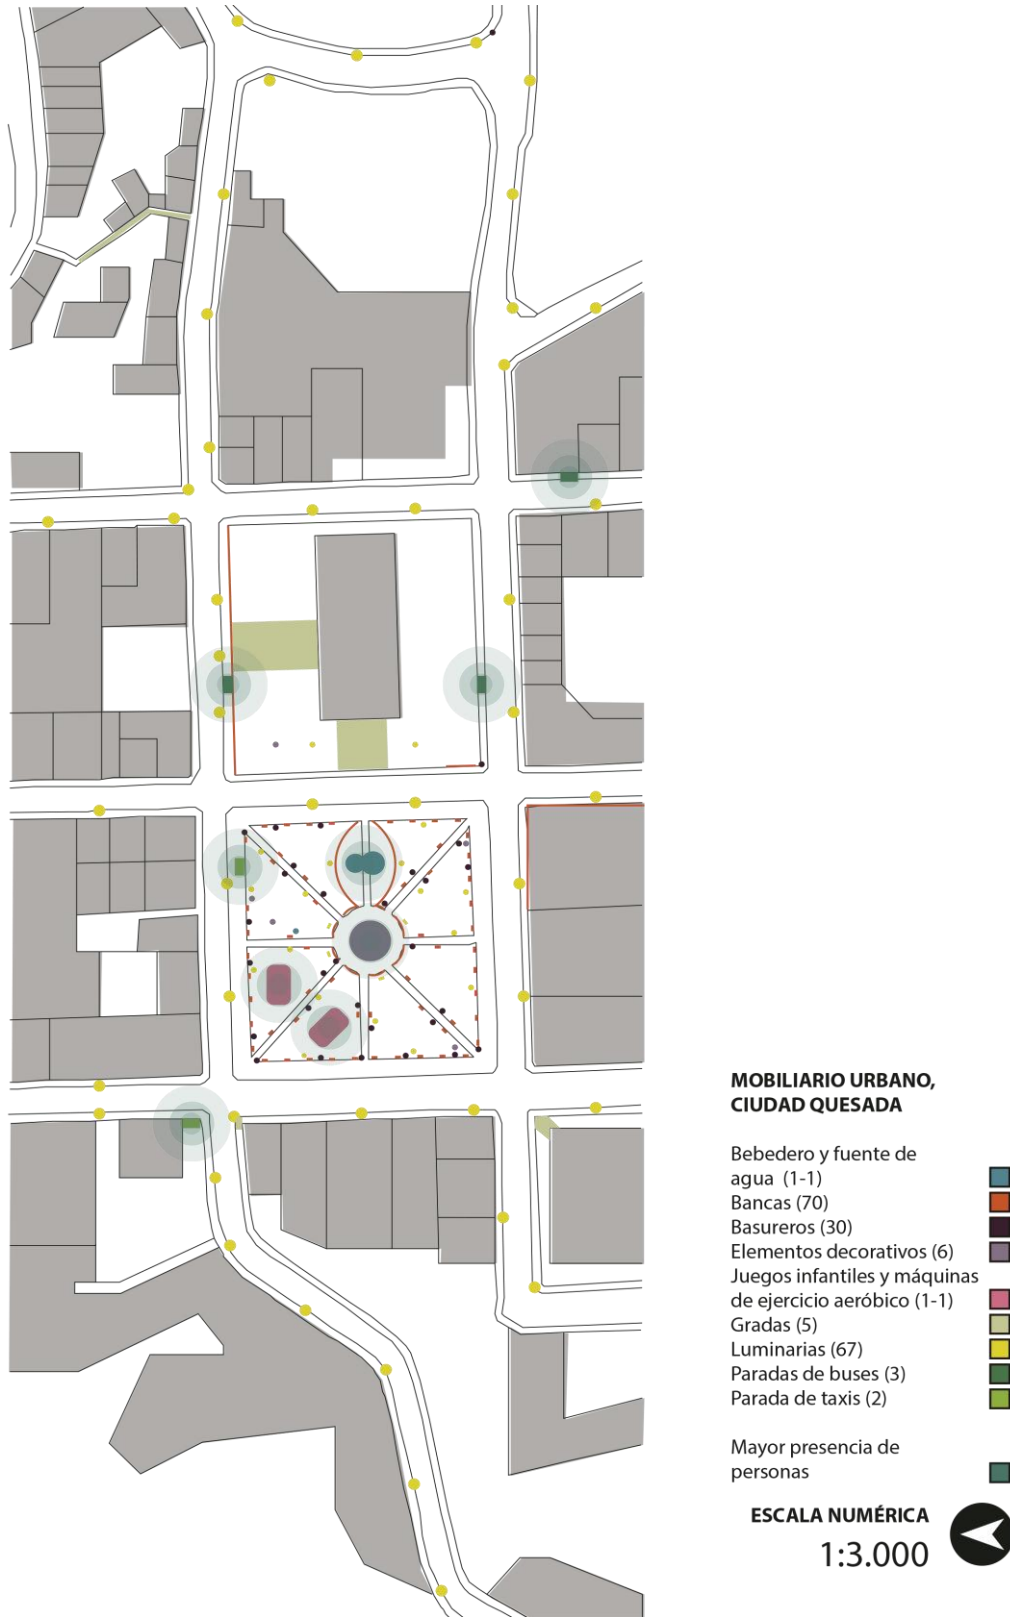 MOBILIARIO URBANO,
CIUDAD QUESADA
Bebedero y fuente de
agua (1-1)
Bancas (70)
Basureros (30)
Elementos decorativos (6)
Juegos infantiles y máquinas
de ejercicio aeróbico (1-1)
Gradas (5)
Luminarias (67)
Paradas de buses (3)
Parada de taxis (2)
Mayor presencia de
personas
ESCALA NUMÉRICA
1:3.000